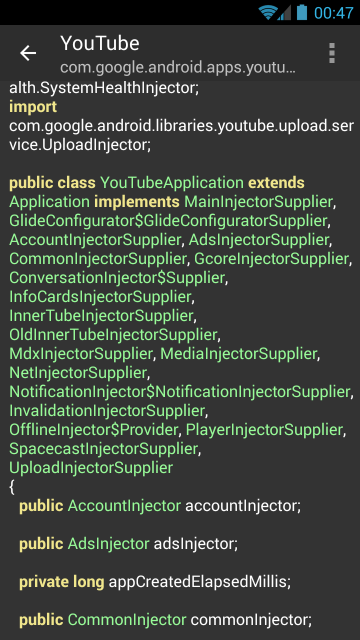 00:47
YouTube
com.google.android.apps.youtu...
alth.SystemHealthInjector;
import
com.google.android.libraries.youtube.upload.ser
vice.UploadInjector;
public class YouTubeApplication extends
Application implements MainInjectorSupplier,
GlideConfigurator$GlideConfiguratorSupplier,
AccountInjectorSupplier, AdsInjectorSupplier,
CommonInjectorSupplier, GcoreInjectorSupplier,
ConversationInjector$Supplier,
InfoCardsInjectorSupplier,
InnerTubeInjectorSupplier,
OldInnerTubeInjectorSupplier,
MdxInjectorSupplier, MediaInjectorSupplier,
NetInjectorSupplier,
NotificationInjector$NotificationInjectorSupplier,
InvalidationInjectorSupplier,
OfflineInjector$Provider, PlayerInjectorSupplier,
SpacecastInjectorSupplier,
UploadInjectorSupplier
{
public AccountInjector accountInjector;
public AdsInjector adsInjector;
private long appCreatedElapsedMillis;
public CommonInjector commonInjector;